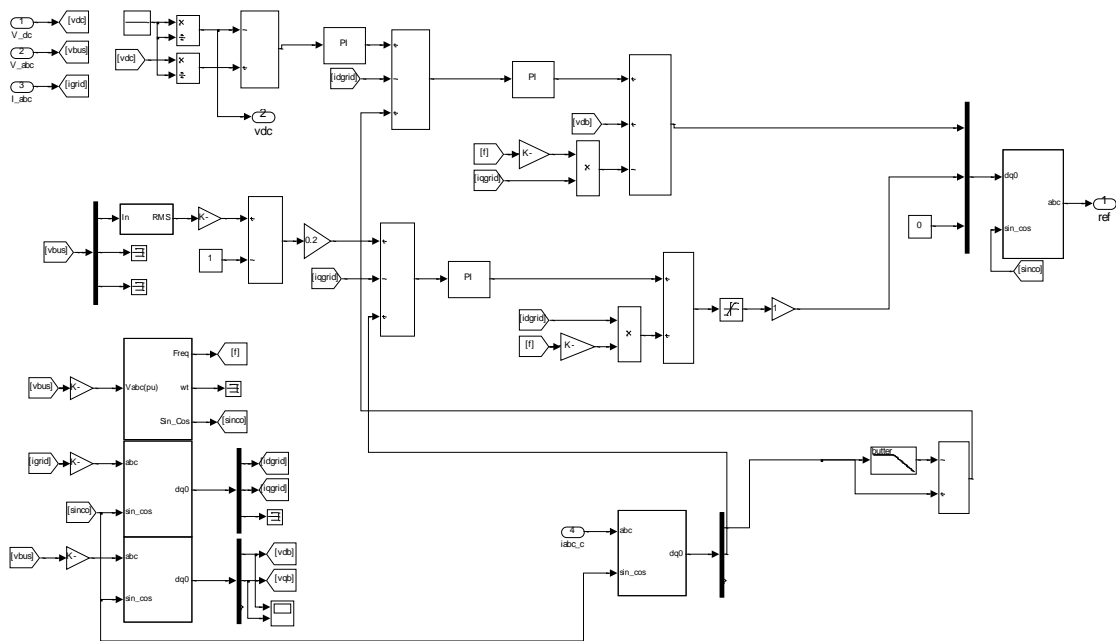 1
V_dc
[vdc]
2
V_abc
[vbus]
3
I_abc
[igrid]
×
÷
[vdc]
×
÷
2
vdc
PI
[idgrid]
PI
[vdb]
[f]
K-
[iqgrid]
×
dq0
abc
sin_cos
1
ref
0
[sinco]
[vbus]
In
RMS
K-
1
0.2
[iqgrid]
PI
[idgrid]
×
[f]
K-
1
[vbus]
K-
Vabc(pu)
Freq
wt
Sin_Cos
[f]
[sinco]
[igrid]
K-
abc
dq0
sin_cos
[idgrid]
[iqgrid]
[sinco]
[vbus]
K-
abc
dq0
sin_cos
[vdb]
[vqb]
4
iabc_c
abc
dq0
sin_cos
butter